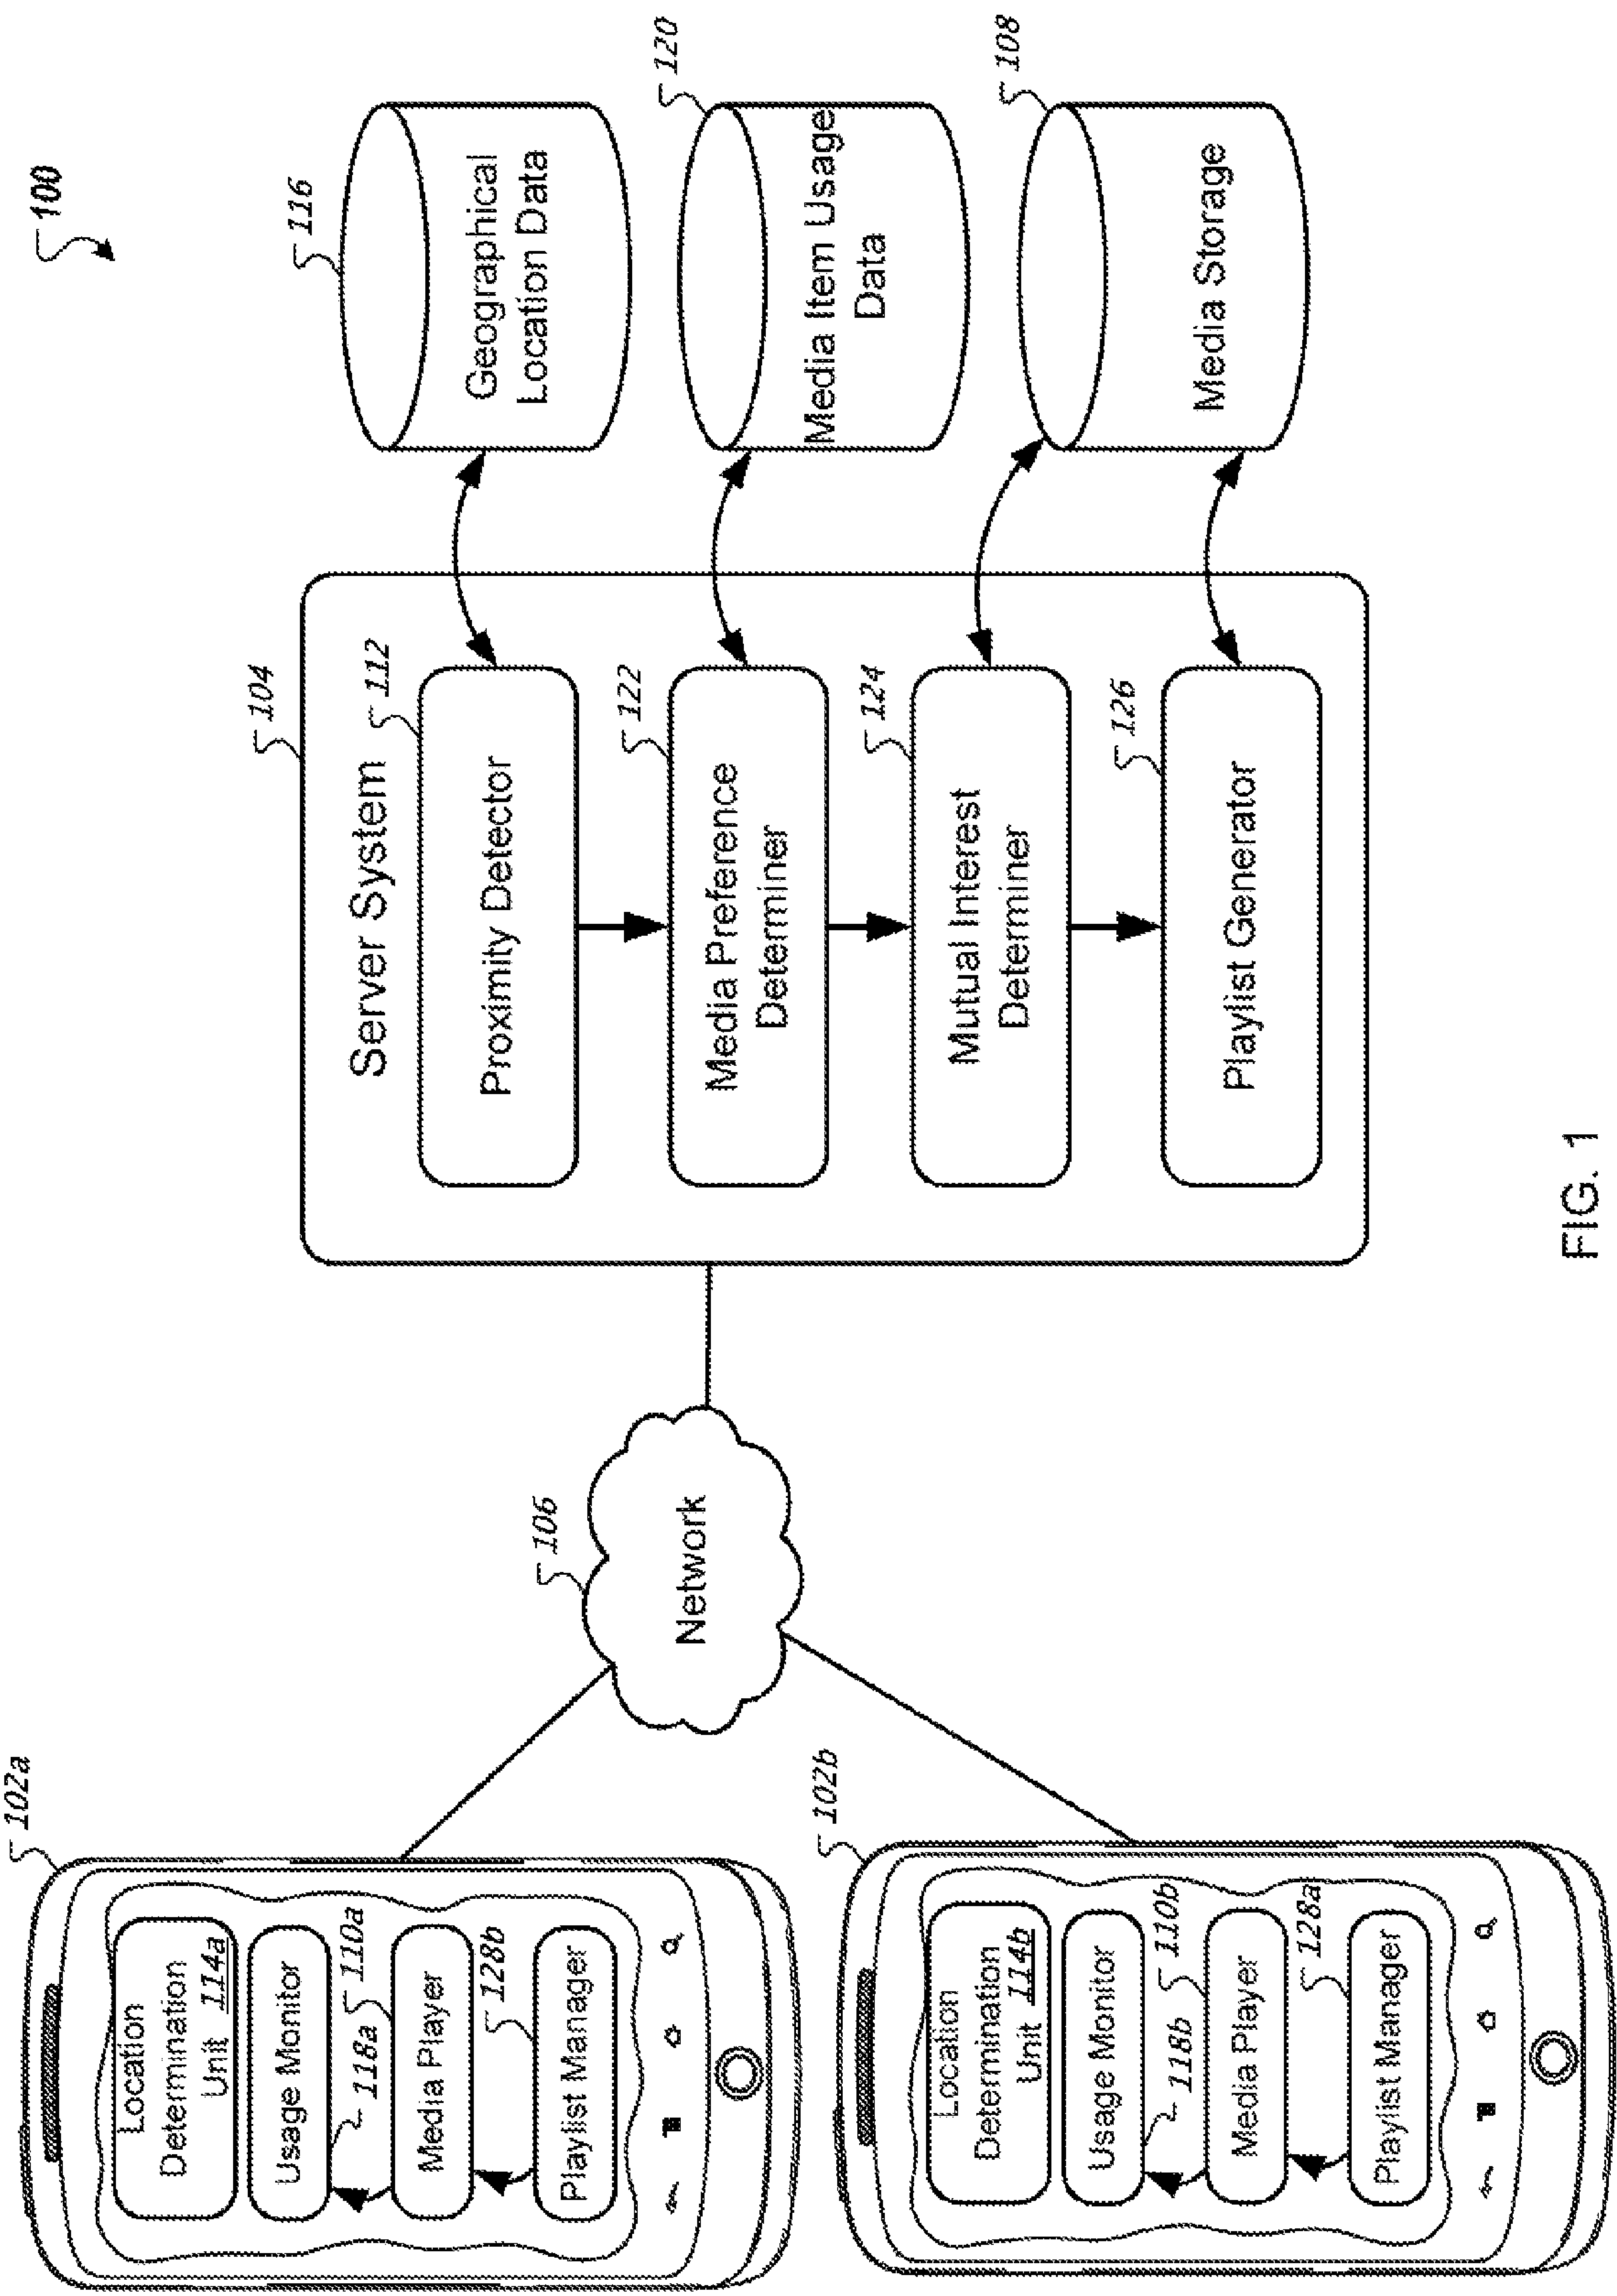 100
102a
Location
Determination
Unit 114a
Usage Monitor
118a
110a
Media Player
128b
Playlist Manager
102b
Location
Determination
Unit 114b
Usage Monitor
118b
110b
Media Player
128a
Playlist Manager
106
Network
104
Server System
112
Proximity Detector
122
Media Preference
Determiner
124
Mutual Interest
Determiner
126
Playlist Generator
116
Geographical
Location Data
120
Media Item Usage
Data
108
Media Storage
FIG. 1